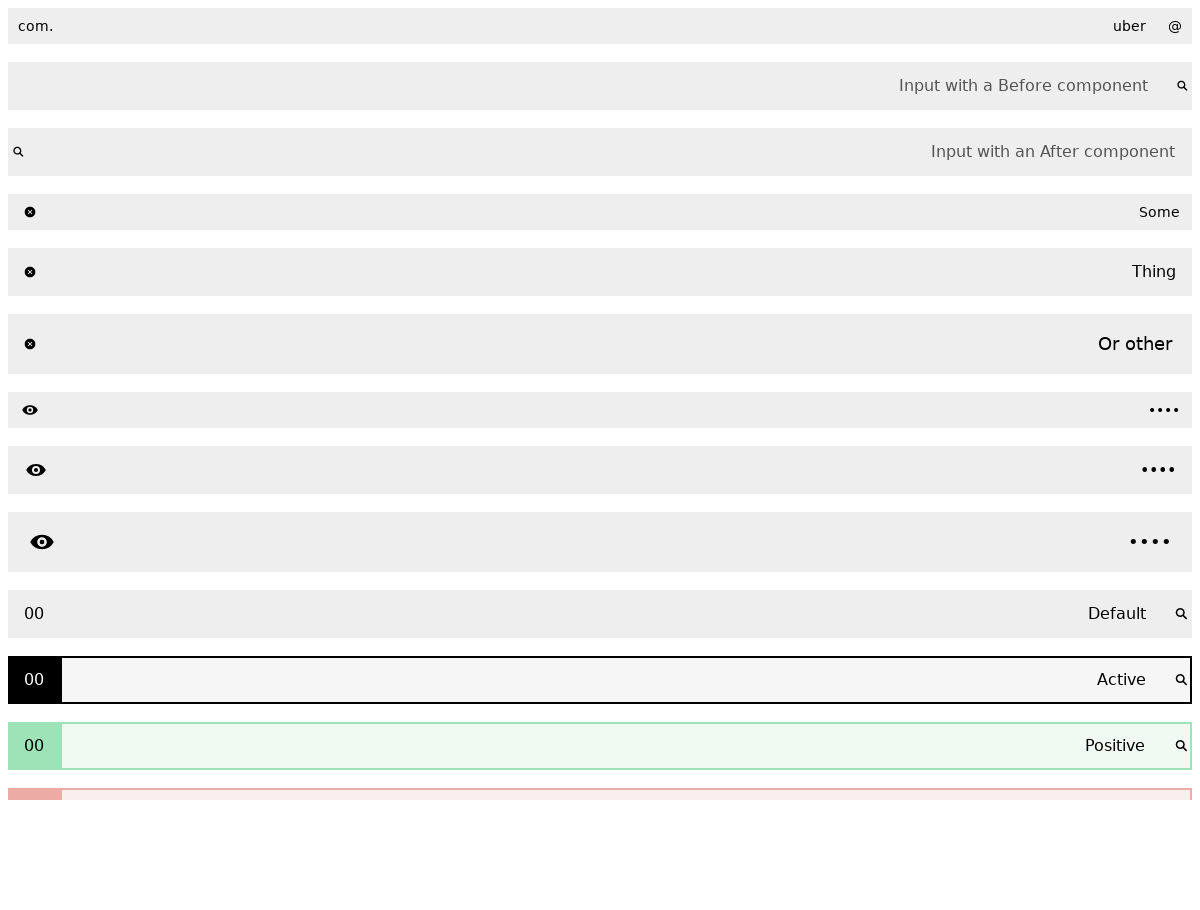 com. uber @
Input with a Before component
Input with an After component
Some
Thing
Or other
••••
••••
••••
00 Default
00 Active
00 Positive